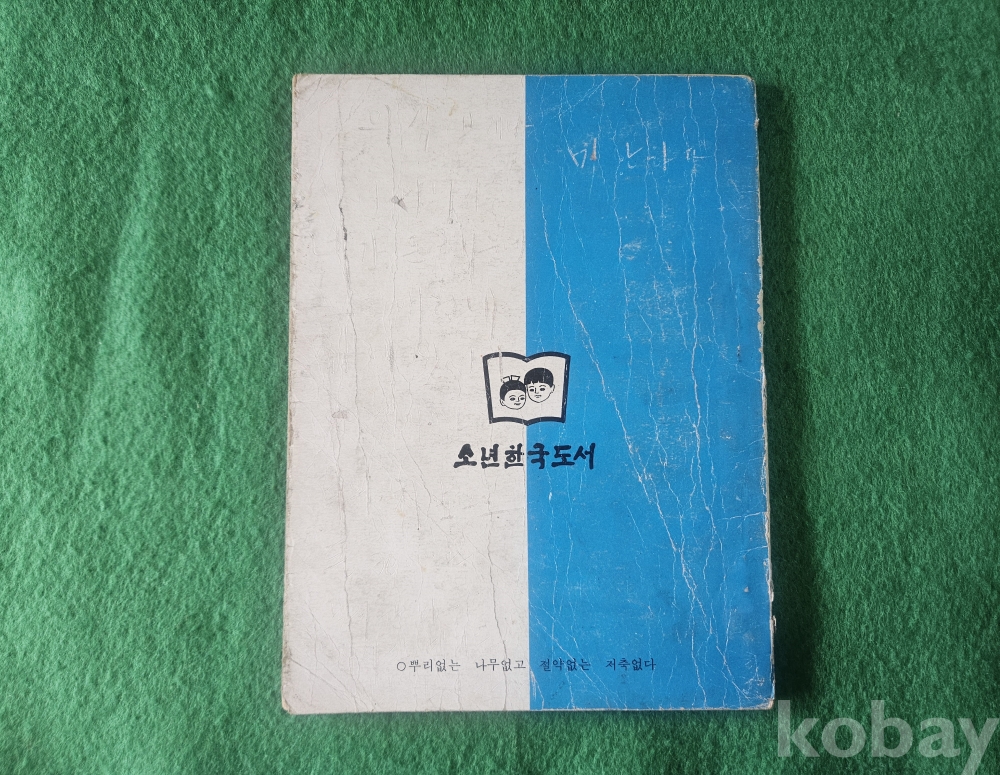 소년한국도서
○뿌리없는 나무없고 절약없는 저축없다
kobay